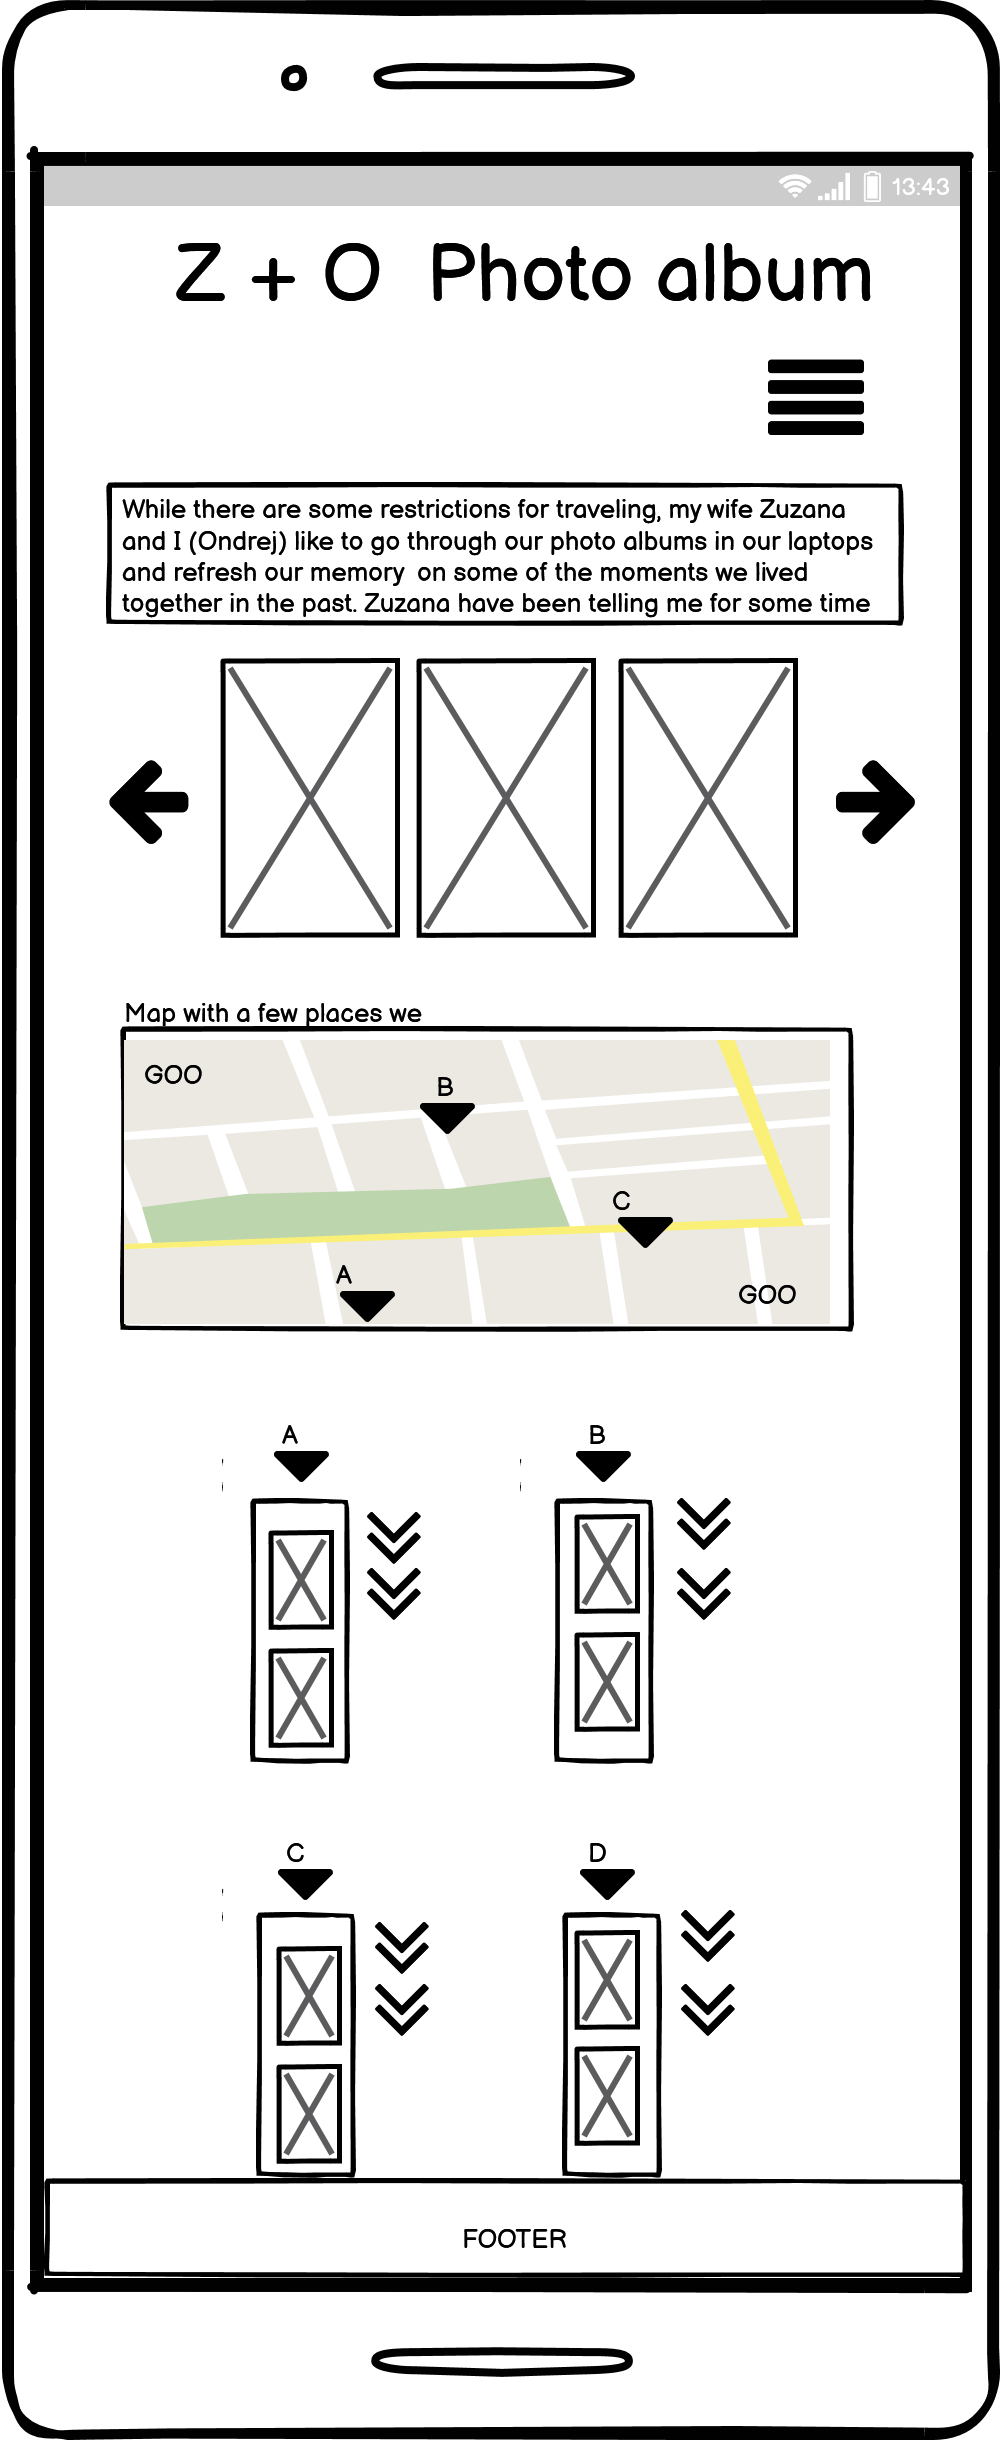 13:43
Z + O Photo album
While there are some restrictions for traveling, my wife Zuzana
and I (Ondrej) like to go through our photo albums in our laptops
and refresh our memory on some of the moments we lived
together in the past. Zuzana have been telling me for some time
Map with a few places we
GOO
B
C
A
GOO
A
B
C
D
FOOTER